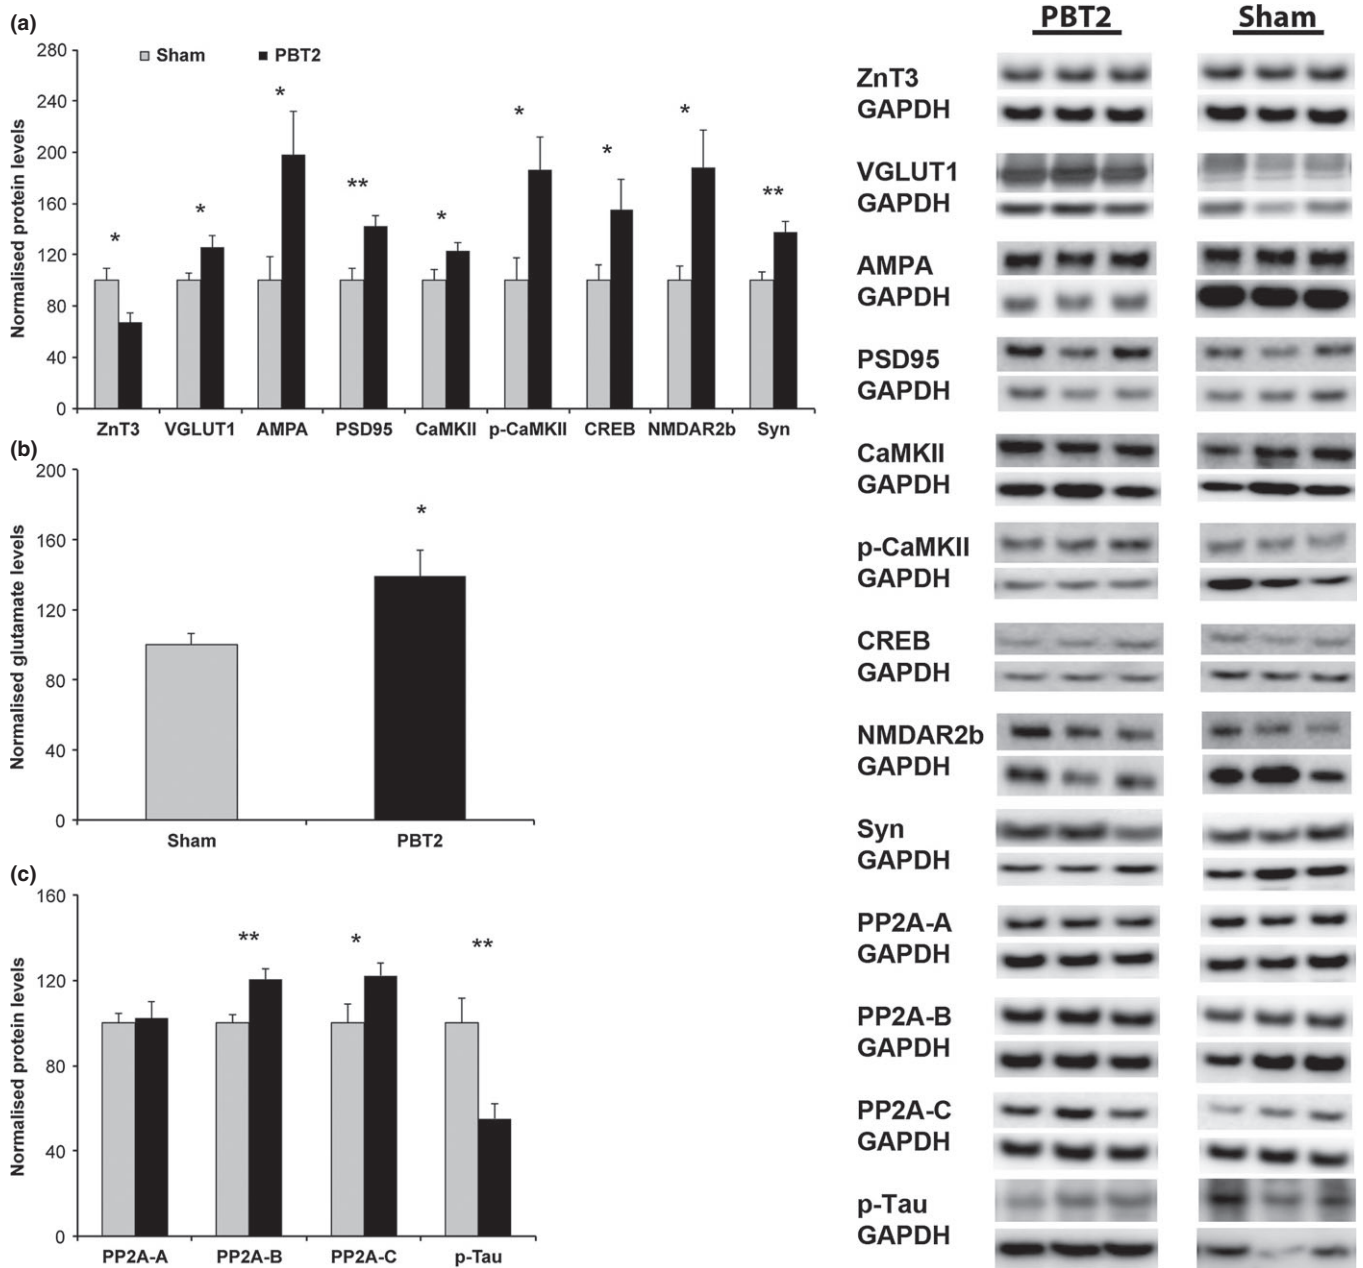 (a)
280
240
200
160
120
80
40
0
Normalised protein levels
Sham PBT2
*
*
*
**
*
*
*
*
**
ZnT3 VGLUT1 AMPA PSD95 CaMKII p-CaMKII CREB NMDAR2b Syn
(b)
200
160
120
80
40
0
Normalised glutamate levels
*
Sham PBT2
(c)
160
120
80
40
0
Normalised protein levels
**
*
**
PP2A-A PP2A-B PP2A-C p-Tau
PBT2 Sham
ZnT3
GAPDH
VGLUT1
GAPDH
AMPA
GAPDH
PSD95
GAPDH
CaMKII
GAPDH
p-CaMKII
GAPDH
CREB
GAPDH
NMDAR2b
GAPDH
Syn
GAPDH
PP2A-A
GAPDH
PP2A-B
GAPDH
PP2A-C
GAPDH
p-Tau
GAPDH